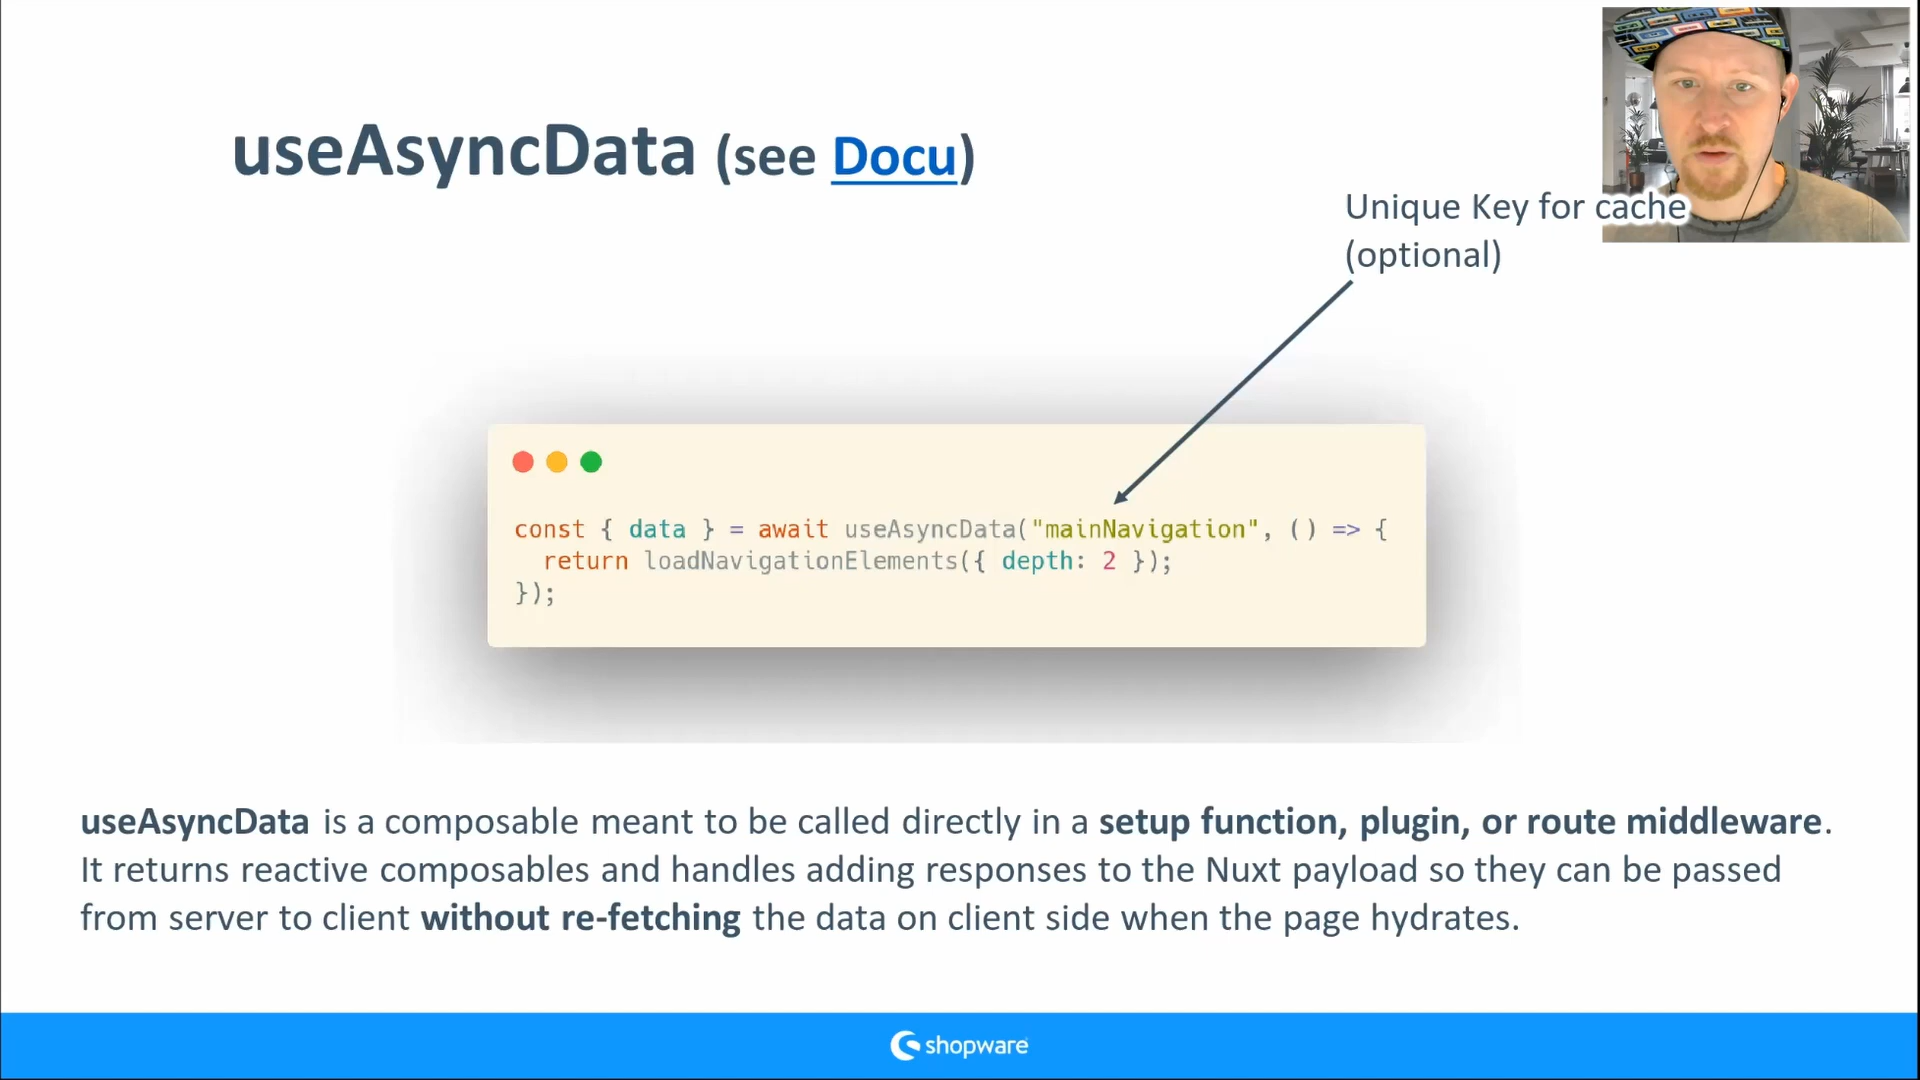 useAsyncData (see Docu)
Unique Key for cache
(optional)
const { data } = await useAsyncData("mainNavigation", () => {
  return loadNavigationElements({ depth: 2 });
});
useAsyncData is a composable meant to be called directly in a setup function, plugin, or route middleware.
It returns reactive composables and handles adding responses to the Nuxt payload so they can be passed
from server to client without re-fetching the data on client side when the page hydrates.
shopware